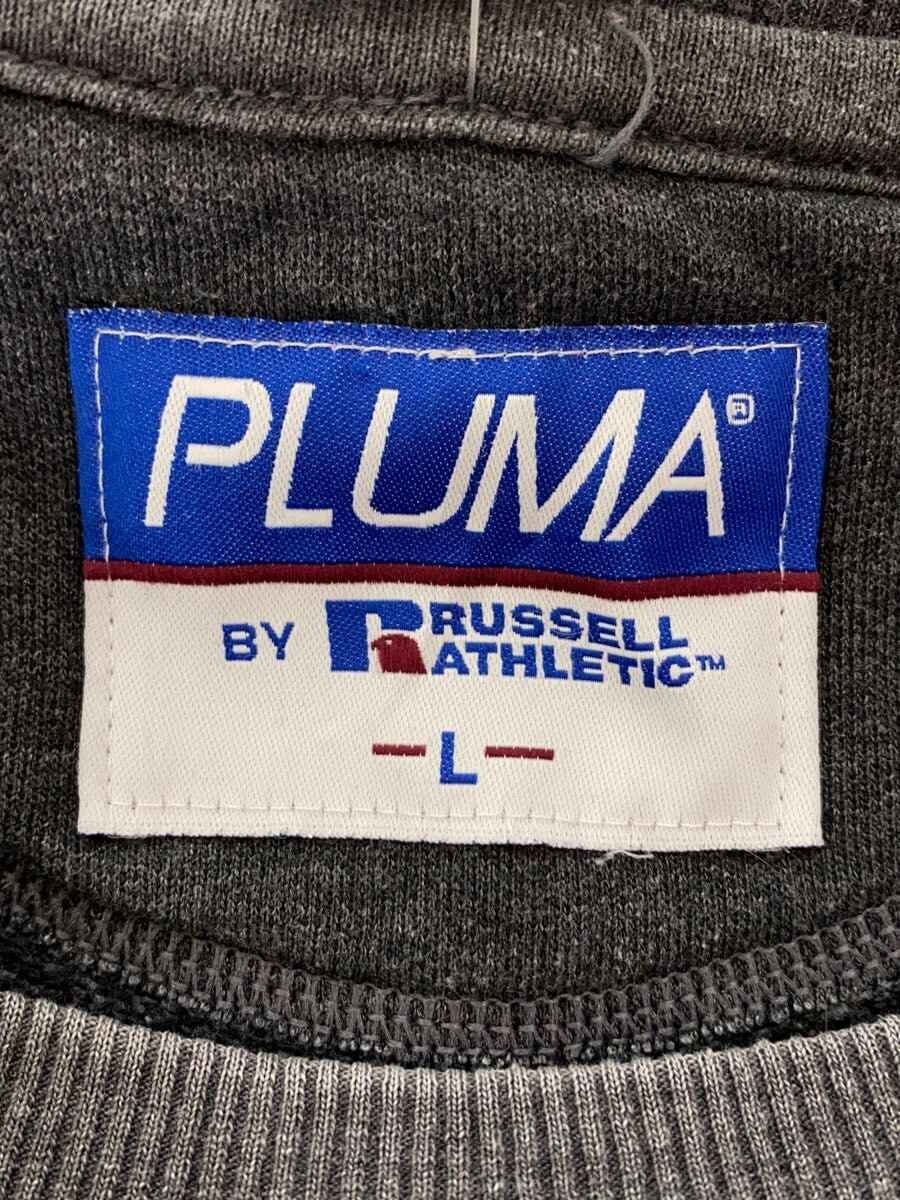 PLUMA®
BY RUSSELL
ATHLETIC™
- L -